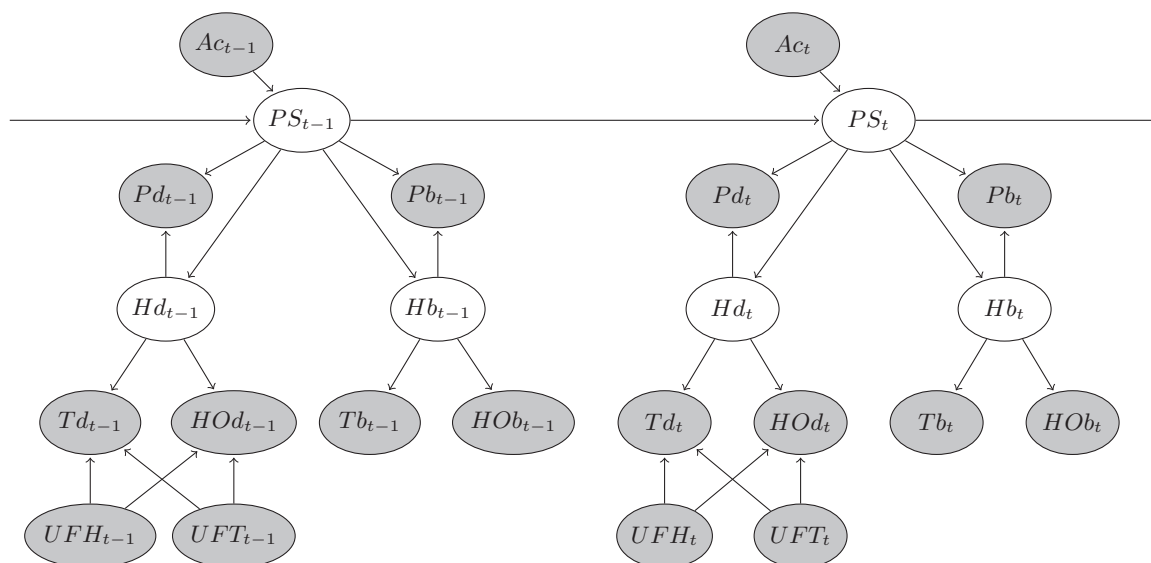 Ac_{t−1} Ac_t
PS_{t−1} PS_t
Pd_{t−1} Pb_{t−1} Pd_t Pb_t
Hd_{t−1} Hb_{t−1} Hd_t Hb_t
Td_{t−1} HOd_{t−1} Tb_{t−1} HOb_{t−1} Td_t HOd_t Tb_t HOb_t
UFH_{t−1} UFT_{t−1} UFH_t UFT_t